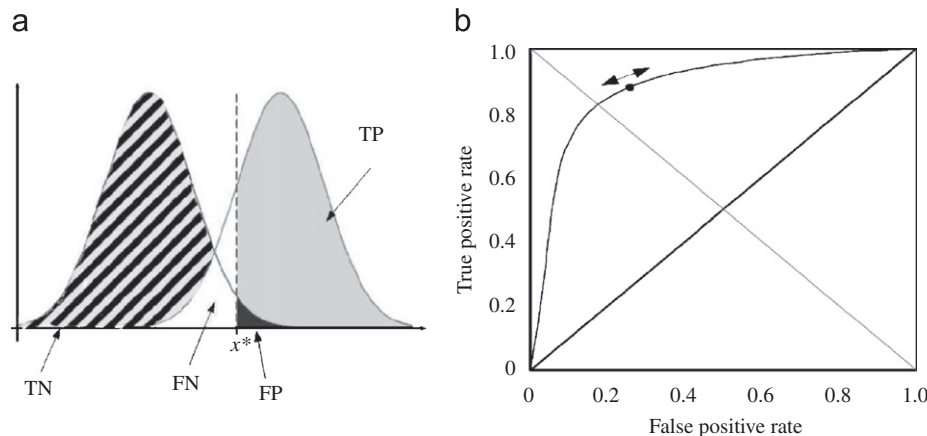 a
TP
x*
TN
FN
FP
b
1.0
0.8
0.6
0.4
0.2
0
True positive rate
0 0.2 0.4 0.6 0.8 1.0
False positive rate